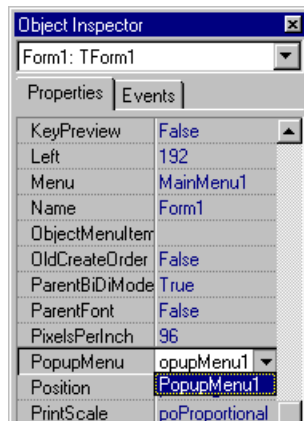 Object Inspector
Form1: TForm1
Properties Events
KeyPreview False
Left 192
Menu MainMenu1
Name Form1
ObjectMenuItem
OldCreateOrder False
ParentBiDiMode True
ParentFont False
PixelsPerInch 96
PopupMenu opupMenu1
Position PopupMenu1
PrintScale poProportional